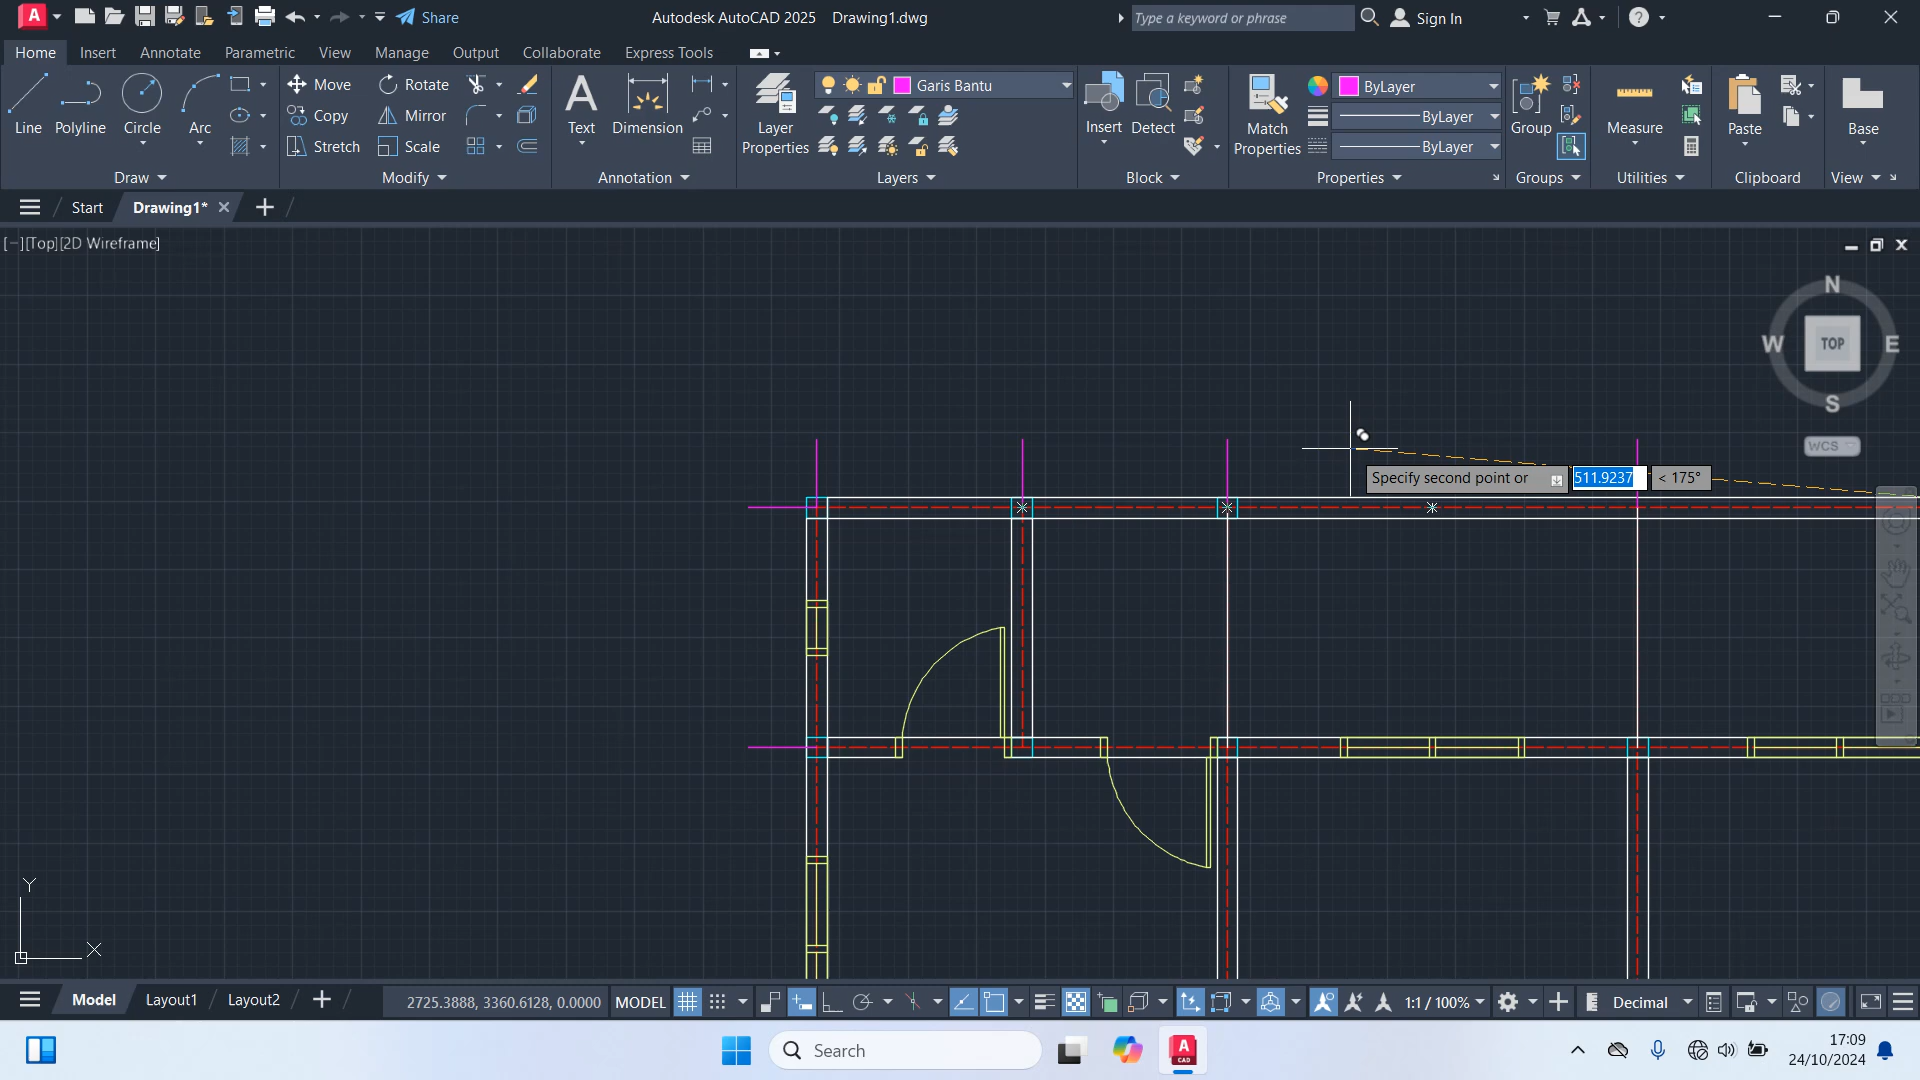 A Share Autodesk AutoCAD 2025 Drawing1.dwg Type a keyword or phrase Sign In
Home Insert Annotate Parametric View Manage Output Collaborate Express Tools
Line Polyline Circle Arc
Move Rotate
Copy Mirror
Stretch Scale
Text Dimension
Layer Properties
Garis Bantu
Insert Detect
Match Properties
ByLayer
ByLayer
ByLayer
Group Measure Paste Base
Draw Modify Annotation Layers Block Properties Groups Utilities Clipboard View
Start Drawing1*
[−][Top][2D Wireframe]
N
W TOP E
S
WCS
Specify second point or 511.9237 < 175°
Y
X
Model Layout1 Layout2 2725.3888, 3360.6128, 0.0000 MODEL 1:1 / 100% Decimal
Search
A
CAD
17:09
24/10/2024